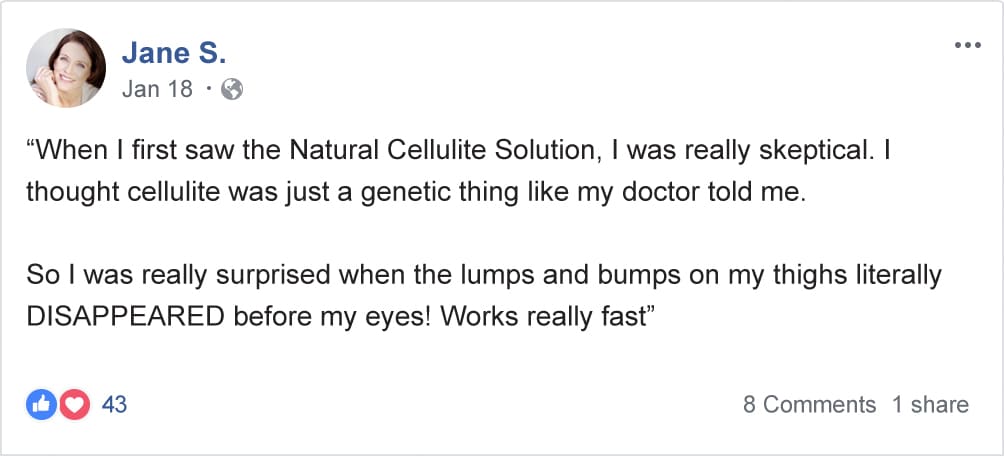 Jane S.
Jan 18 ·
“When I first saw the Natural Cellulite Solution, I was really skeptical. I
thought cellulite was just a genetic thing like my doctor told me.
So I was really surprised when the lumps and bumps on my thighs literally
DISAPPEARED before my eyes! Works really fast”
43 8 Comments 1 share